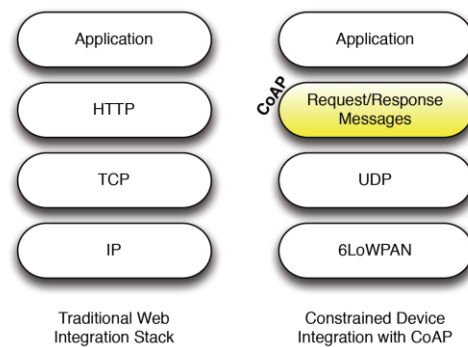 Application
HTTP
TCP
IP
Traditional Web
Integration Stack
Application
CoAP
Request/Response
Messages
UDP
6LoWPAN
Constrained Device
Integration with CoAP